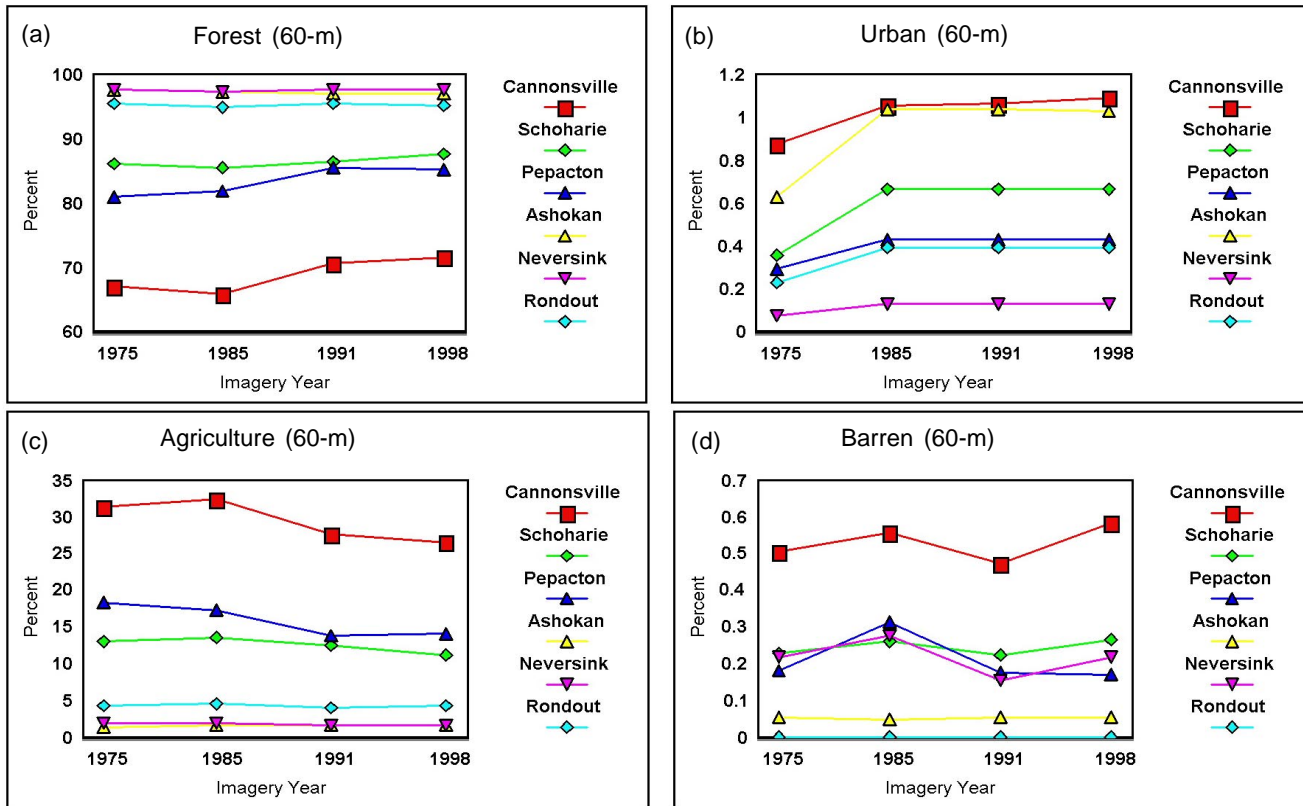 (a) Forest (60-m)
100
90
80
70
60
Percent
1975 1985 1991 1998
Imagery Year
Cannonsville
Schoharie
Pepacton
Ashokan
Neversink
Rondout
(b) Urban (60-m)
1.2
1
0.8
0.6
0.4
0.2
0
Percent
1975 1985 1991 1998
Imagery Year
Cannonsville
Schoharie
Pepacton
Ashokan
Neversink
Rondout
(c) Agriculture (60-m)
35
30
25
20
15
10
5
0
Percent
1975 1985 1991 1998
Imagery Year
Cannonsville
Schoharie
Pepacton
Ashokan
Neversink
Rondout
(d) Barren (60-m)
0.7
0.6
0.5
0.4
0.3
0.2
0.1
0
Percent
1975 1985 1991 1998
Imagery Year
Cannonsville
Schoharie
Pepacton
Ashokan
Neversink
Rondout